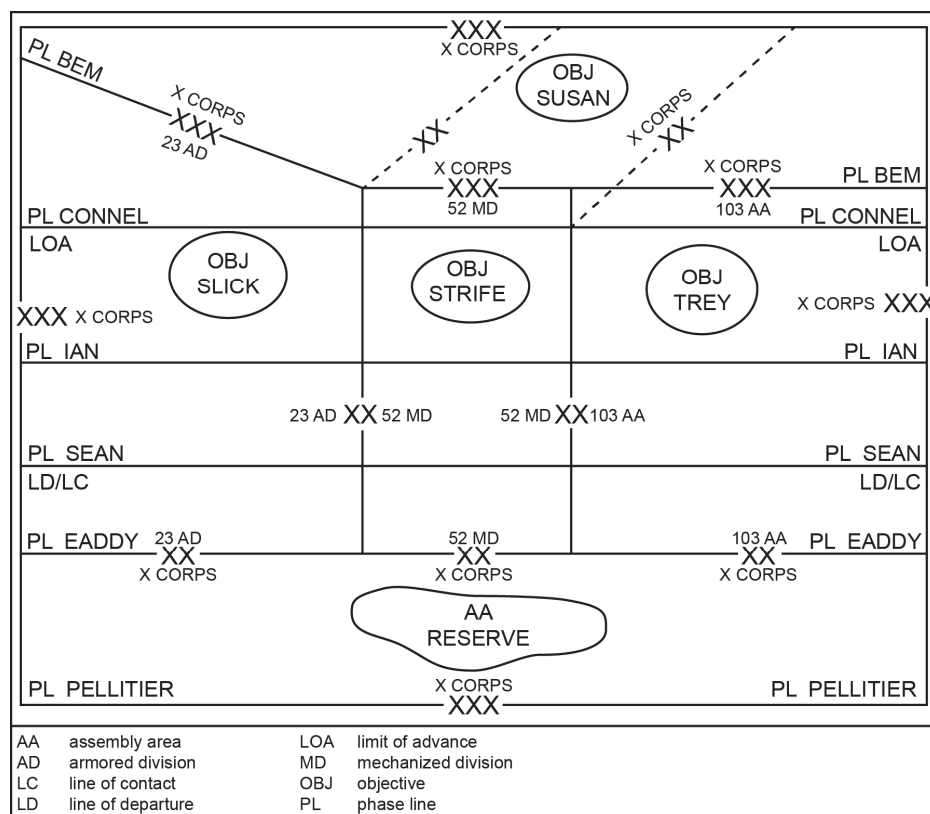 XXX
X CORPS
PL BEM
OBJ
SUSAN
X CORPS
XXX
23 AD
XX
X CORPS
XX
X CORPS
XXX
52 MD
X CORPS
XXX
103 AA
PL BEM
PL CONNEL
PL CONNEL
LOA
LOA
OBJ
SLICK
OBJ
STRIFE
OBJ
TREY
XXX X CORPS
X CORPS XXX
PL IAN
PL IAN
23 AD XX 52 MD
52 MD XX 103 AA
PL SEAN
PL SEAN
LD/LC
LD/LC
PL EADDY
23 AD
XX
X CORPS
52 MD
XX
X CORPS
103 AA
XX
X CORPS
PL EADDY
AA
RESERVE
PL PELLITIER
X CORPS
XXX
PL PELLITIER
AA assembly area
AD armored division
LC line of contact
LD line of departure
LOA limit of advance
MD mechanized division
OBJ objective
PL phase line